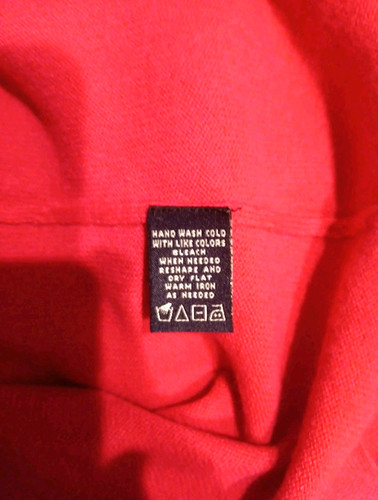 HAND WASH COLD
WITH LIKE COLORS
BLEACH
WHEN NEEDED
RESHAPE AND
DRY FLAT
WARM IRON
AS NEEDED